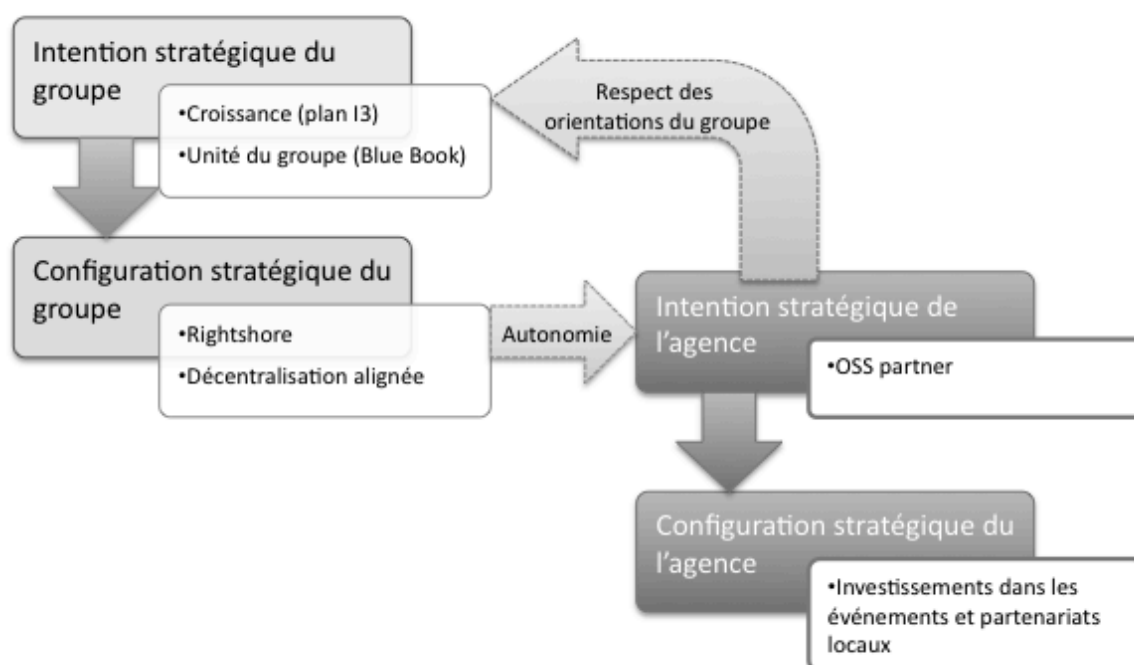 Intention stratégique du
groupe
•Croissance (plan I3)
•Unité du groupe (Blue Book)
Respect des
orientations du groupe
Configuration stratégique du
groupe
•Rightshore
•Décentralisation alignée
Autonomie
Intention stratégique de
l’agence
•OSS partner
Configuration stratégique du
l’agence
•Investissements dans les
événements et partenariats
locaux